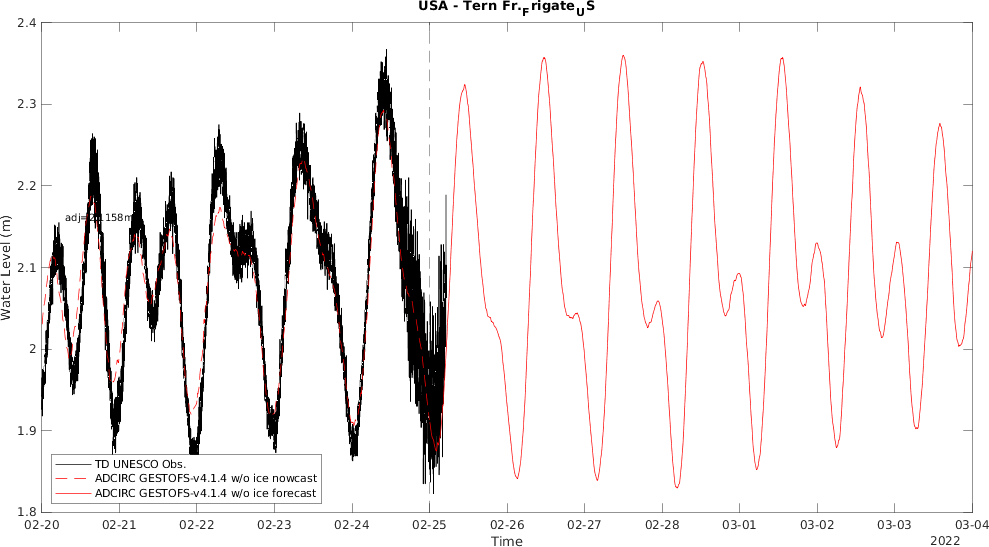 USA - Tern Fr.FrigateUS
2.4
2.3
2.2
2.1
2
1.9
1.8
Water Level (m)
adj=2.1158m
TD UNESCO Obs.
ADCIRC GESTOFS-v4.1.4 w/o ice nowcast
ADCIRC GESTOFS-v4.1.4 w/o ice forecast
02-20 02-21 02-22 02-23 02-24 02-25 02-26 02-27 02-28 03-01 03-02 03-03 03-04
Time
2022